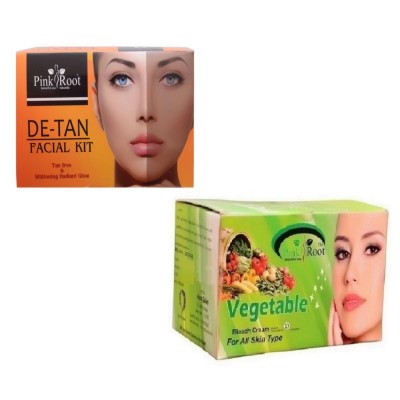 Pink Root
DE-TAN
FACIAL KIT
Tan Free
&
Whitening Radiant Glow
Pink Root
Vegetable
Bleach Cream
For All Skin Type